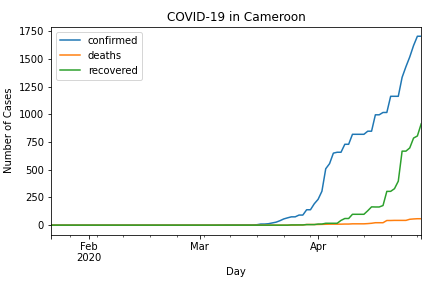 COVID-19 in Cameroon
confirmed
deaths
recovered
Number of Cases
1750
1500
1250
1000
750
500
250
0
Feb
2020
Mar
Apr
Day